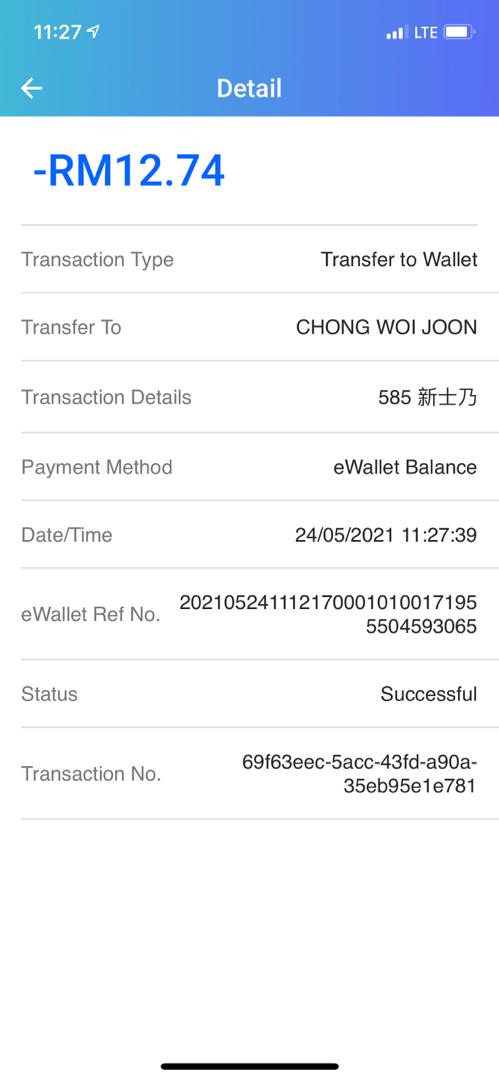 11:27 LTE
Detail
-RM12.74
Transaction Type Transfer to Wallet
Transfer To CHONG WOI JOON
Transaction Details 585 新士乃
Payment Method eWallet Balance
Date/Time 24/05/2021 11:27:39
eWallet Ref No. 202105241112170001010017195
5504593065
Status Successful
Transaction No. 69f63eec-5acc-43fd-a90a-
35eb95e1e781